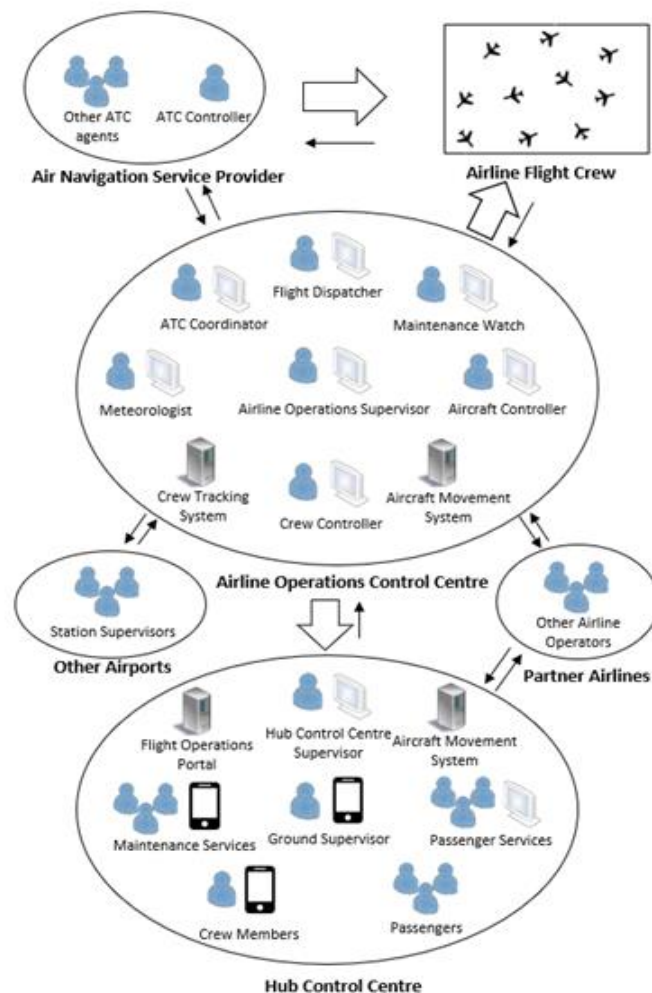 Other ATC
agents
ATC Controller
Air Navigation Service Provider
Airline Flight Crew
ATC Coordinator
Flight Dispatcher
Maintenance Watch
Meteorologist
Airline Operations Supervisor
Aircraft Controller
Crew Tracking
System
Crew Controller
Aircraft Movement
System
Airline Operations Control Centre
Station Supervisors
Other Airports
Other Airline
Operators
Partner Airlines
Flight Operations
Portal
Hub Control Centre
Supervisor
Aircraft Movement
System
Maintenance Services
Ground Supervisor
Passenger Services
Crew Members
Passengers
Hub Control Centre